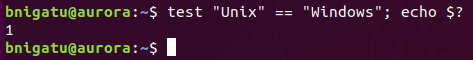 bnigatu@aurora:~$ test "Unix" == "Windows"; echo $?
1
bnigatu@aurora:~$